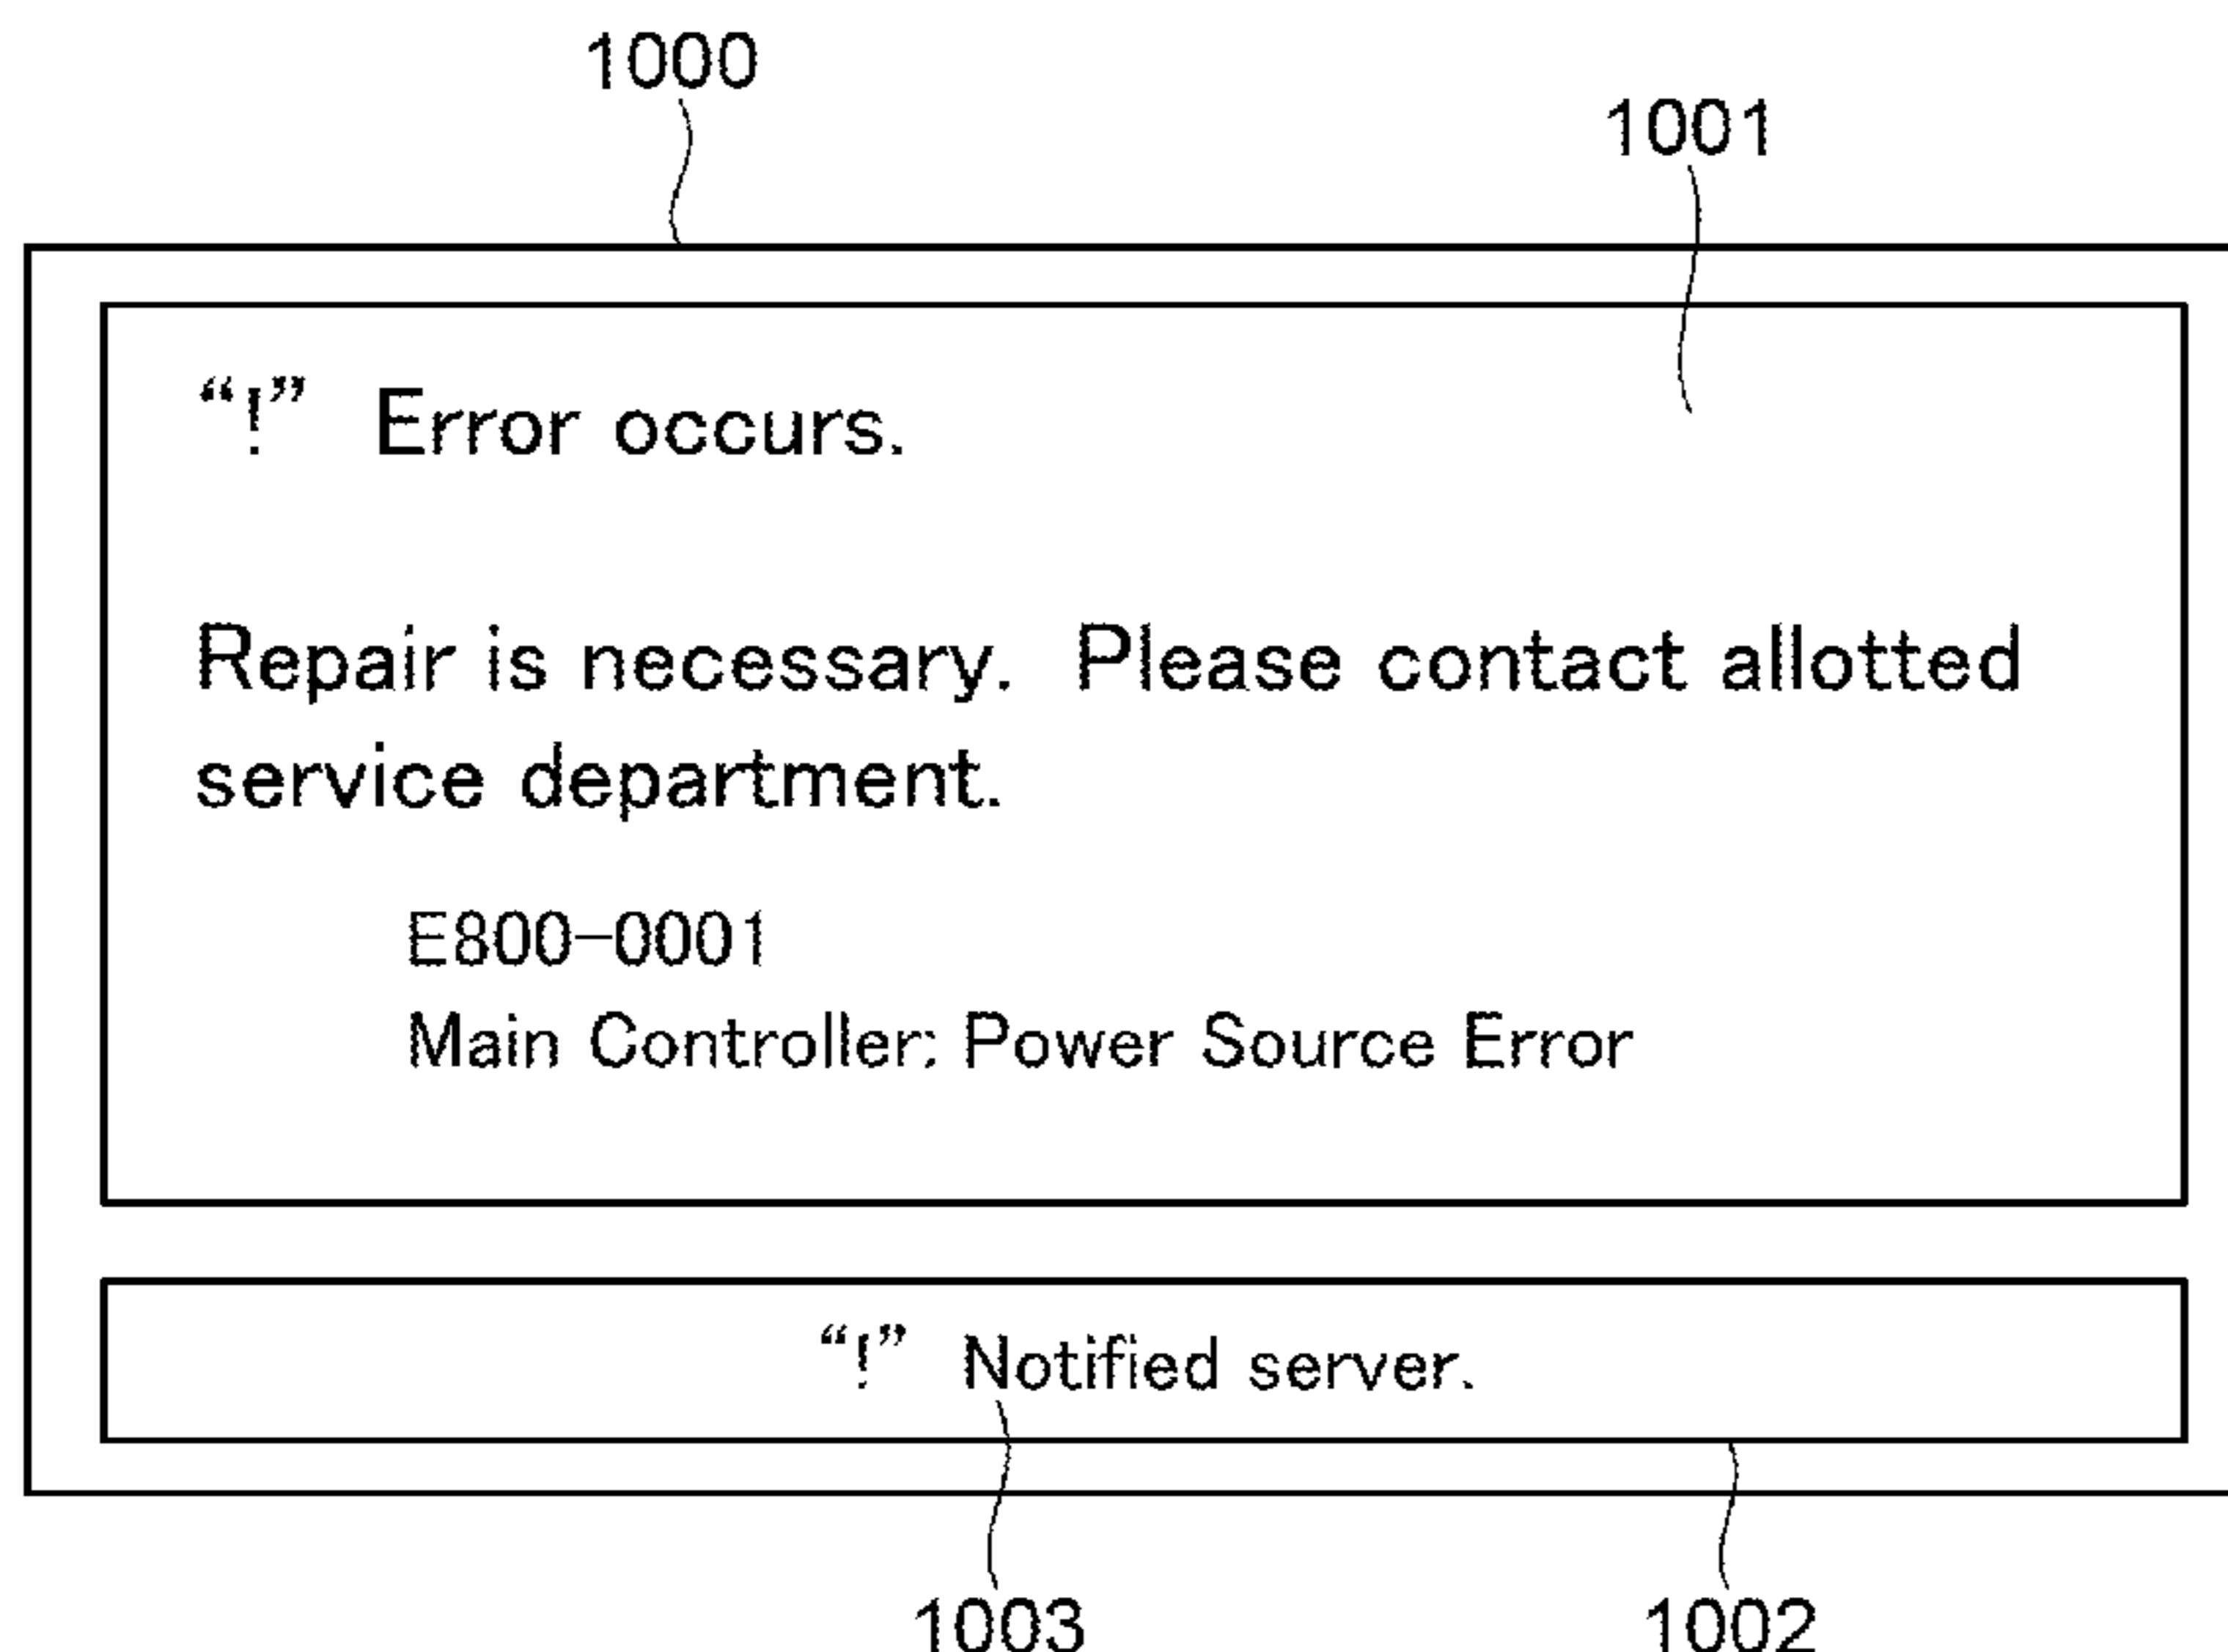 1000
1001
“!” Error occurs.
Repair is necessary. Please contact allotted
service department.
E800-0001
Main Controller: Power Source Error
“!” Notified server.
1003
1002